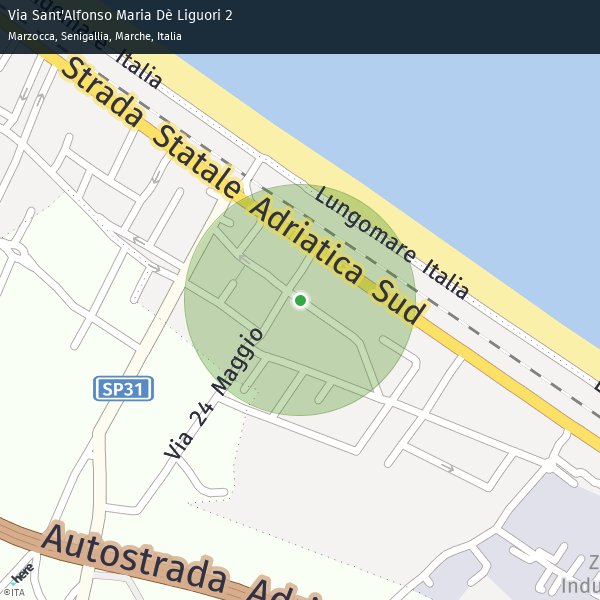 Via Sant'Alfonso Maria Dè Liguori 2
Marzocca, Senigallia, Marche, Italia
Italia
Strada Statale Adriatica Sud
Lungomare Italia
Via 24 Maggio
SP31
Autostrada
Indu
here
©ITA